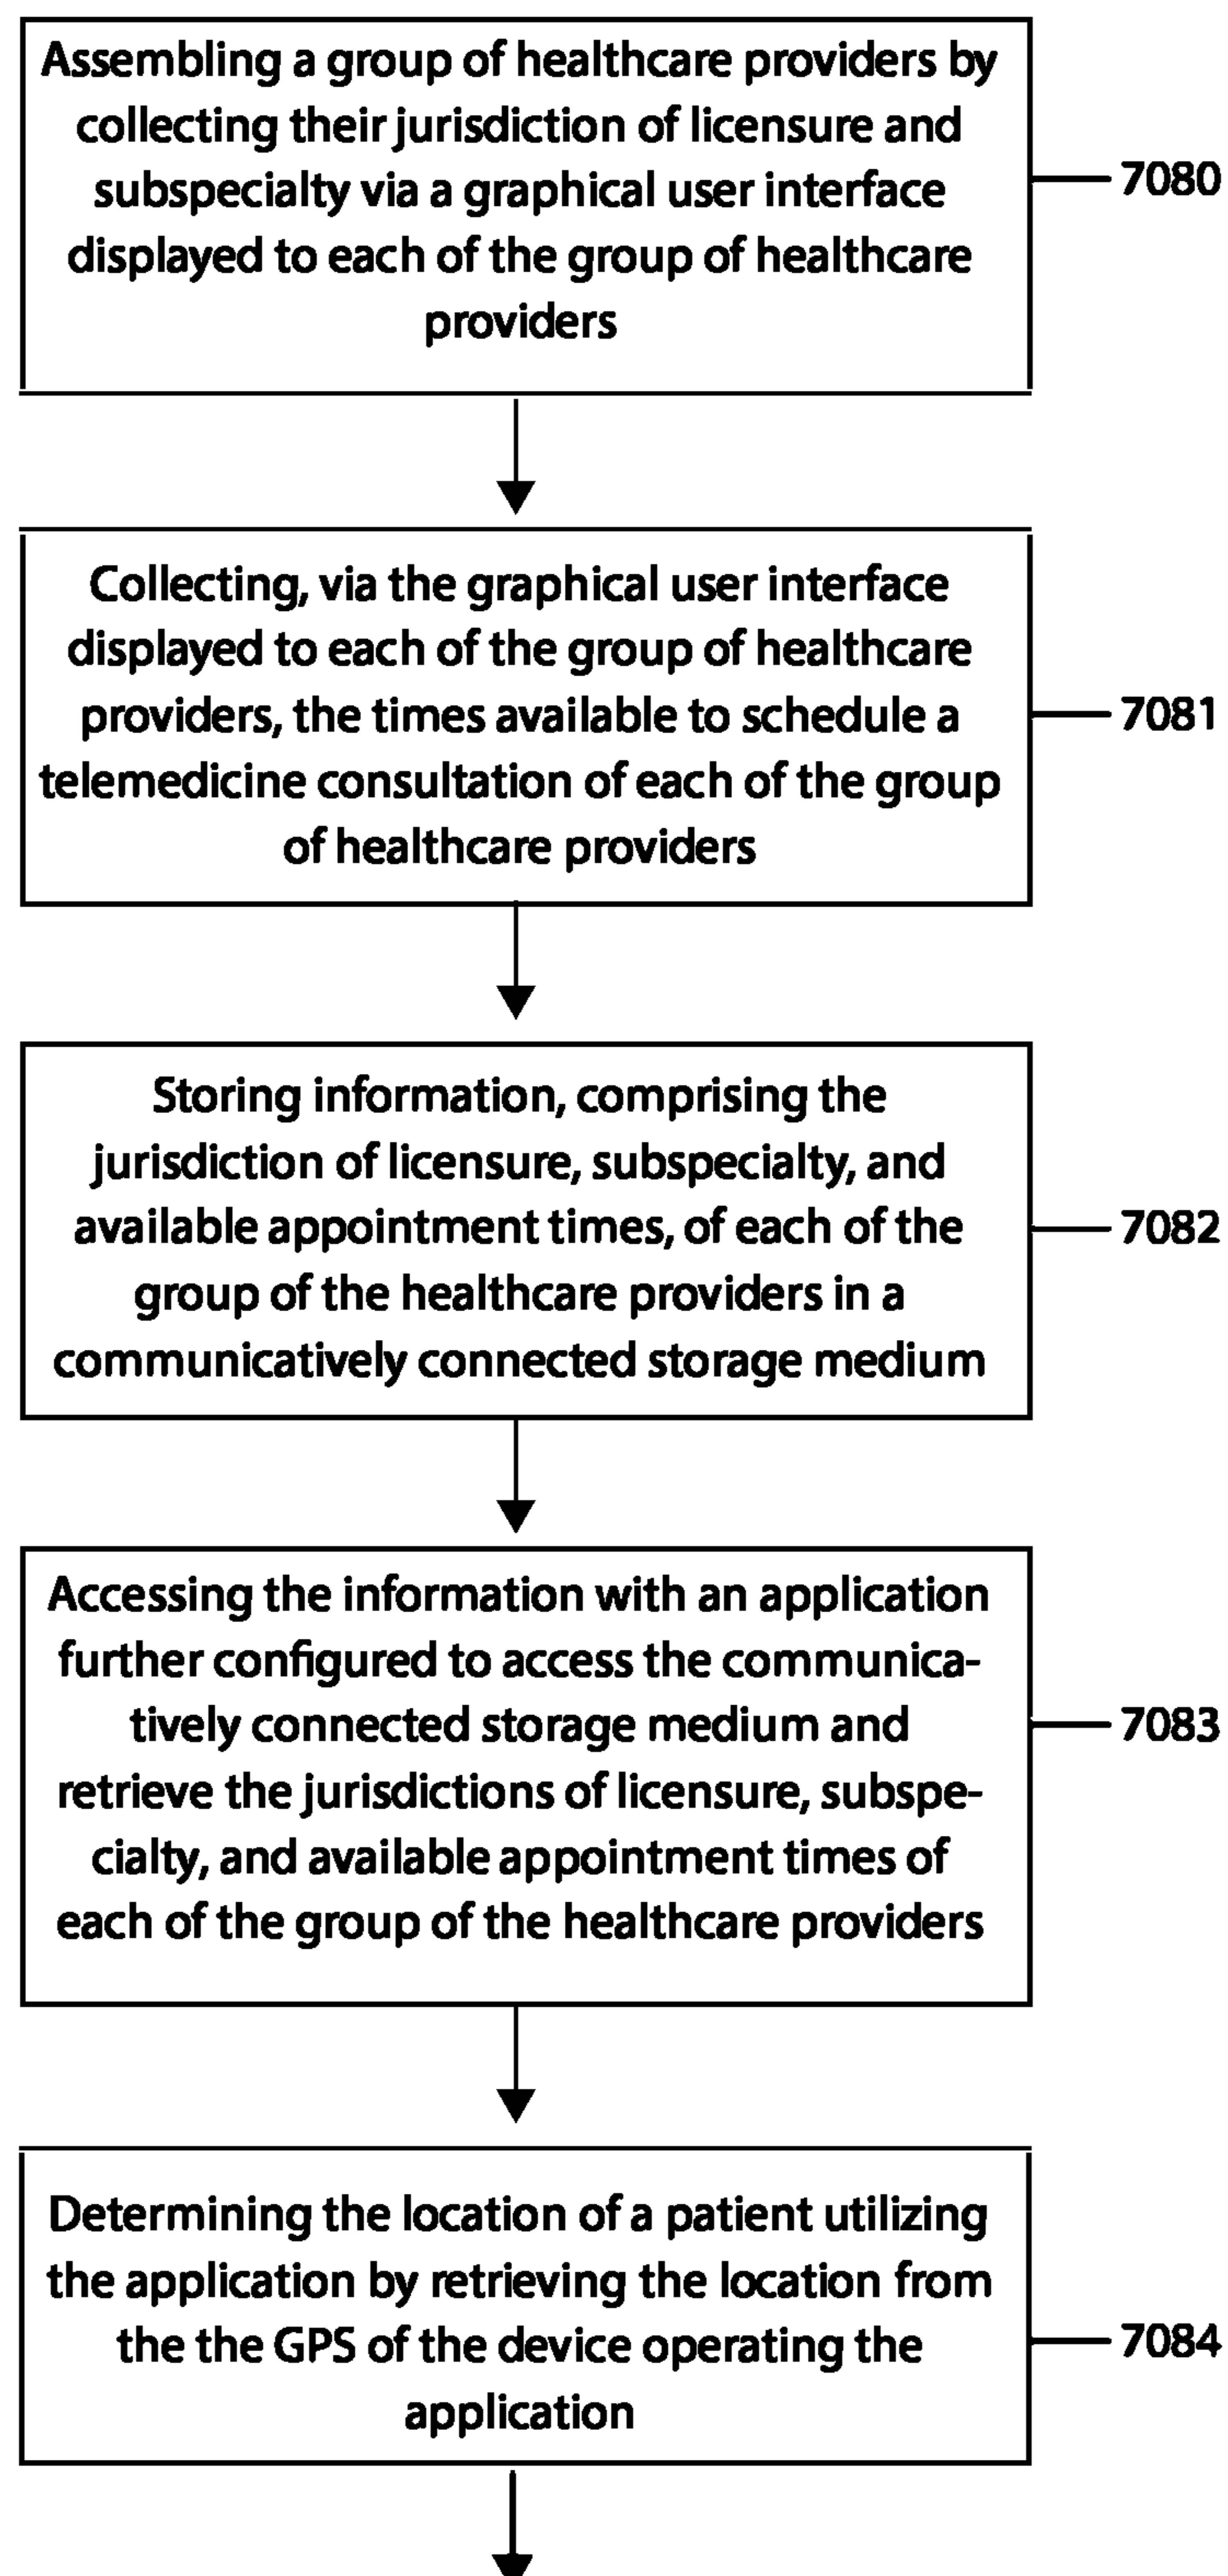 Assembling a group of healthcare providers by
collecting their jurisdiction of licensure and
subspecialty via a graphical user interface
displayed to each of the group of healthcare
providers
7080
Collecting, via the graphical user interface
displayed to each of the group of healthcare
providers, the times available to schedule a
telemedicine consultation of each of the group
of healthcare providers
7081
Storing information, comprising the
jurisdiction of licensure, subspecialty, and
available appointment times, of each of the
group of the healthcare providers in a
communicatively connected storage medium
7082
Accessing the information with an application
further configured to access the communica-
tively connected storage medium and
retrieve the jurisdictions of licensure, subspe-
cialty, and available appointment times of
each of the group of the healthcare providers
7083
Determining the location of a patient utilizing
the application by retrieving the location from
the the GPS of the device operating the
application
7084